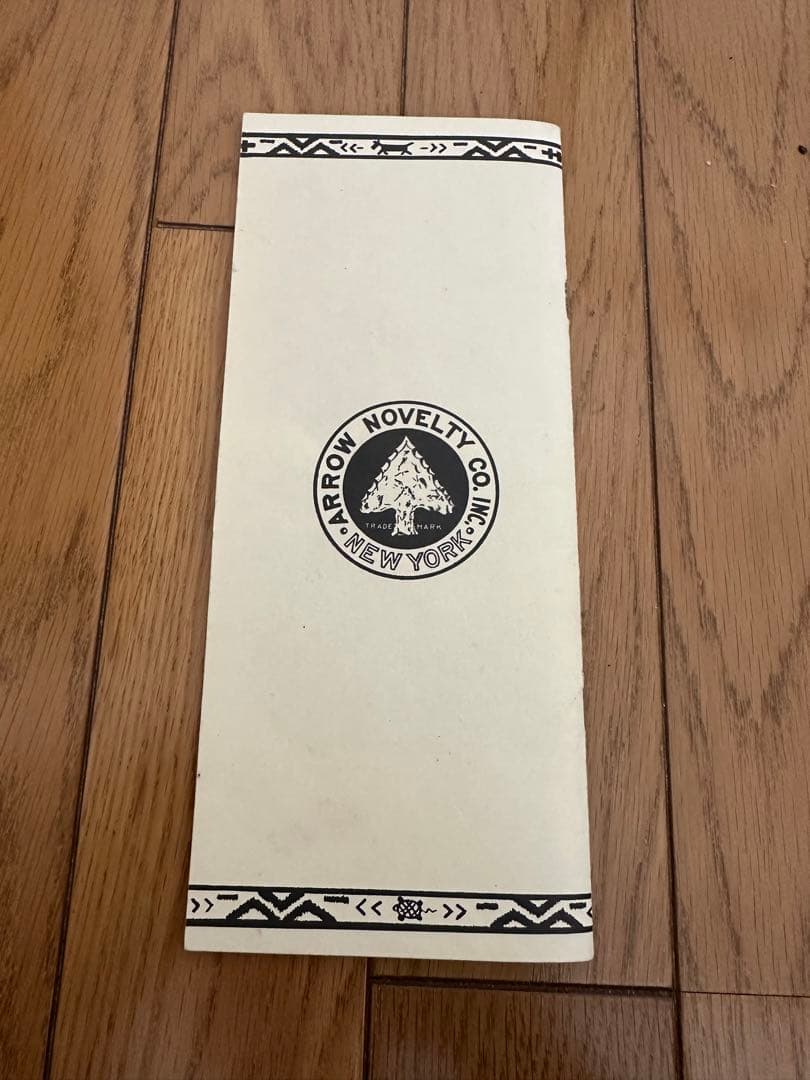 ARROW NOVELTY CO. INC.
TRADE MARK
NEW YORK